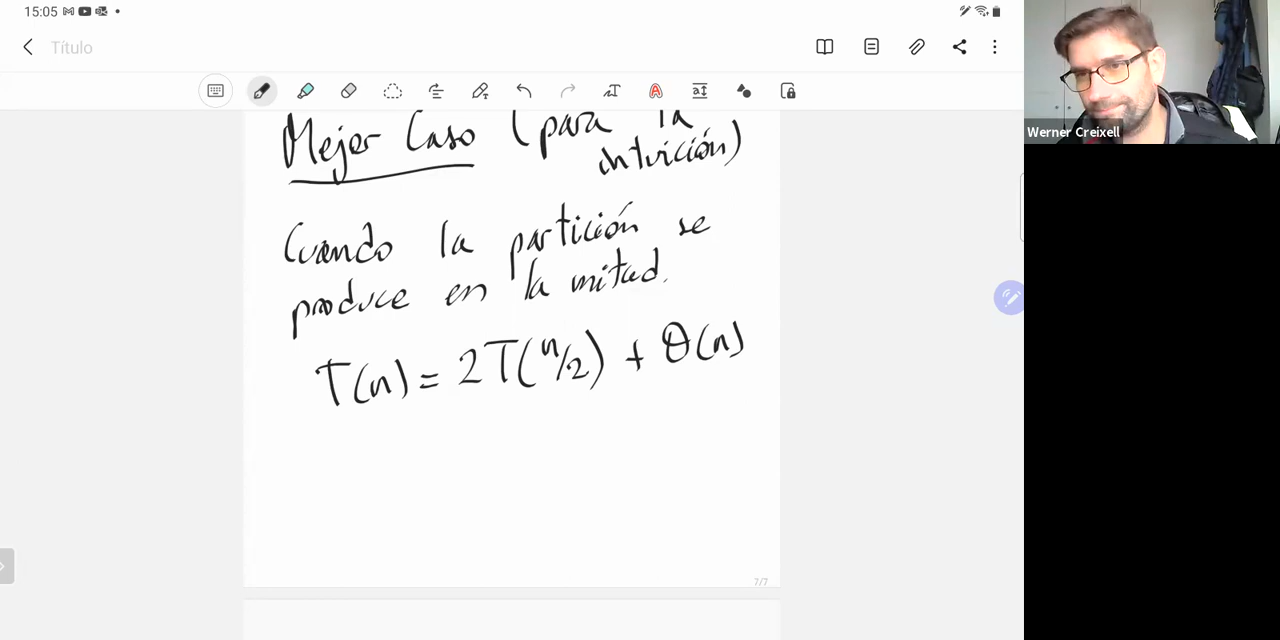 15:05
Título
Werner Creixell
Mejor Caso (para la
intuición)
Cuando la partición se
produce en la mitad.
T(n) = 2T(n/2) + Θ(n)
7/7